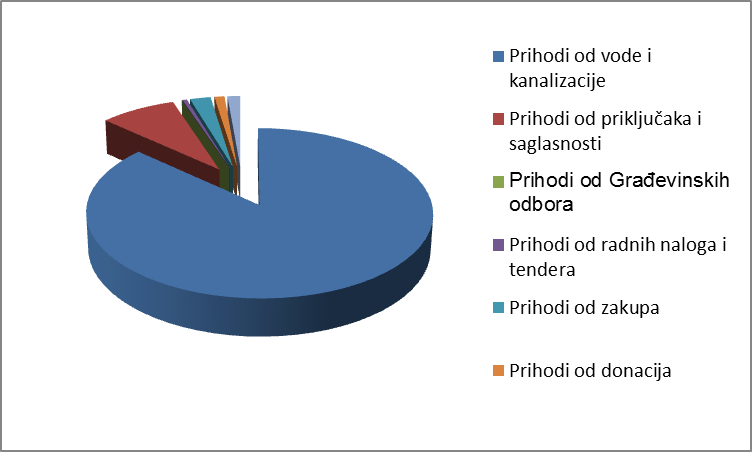 Prihodi od vode i
kanalizacije
Prihodi od priključaka i
saglasnosti
Prihodi od Građevinskih
odbora
Prihodi od radnih naloga i
tendera
Prihodi od zakupa
Prihodi od donacija